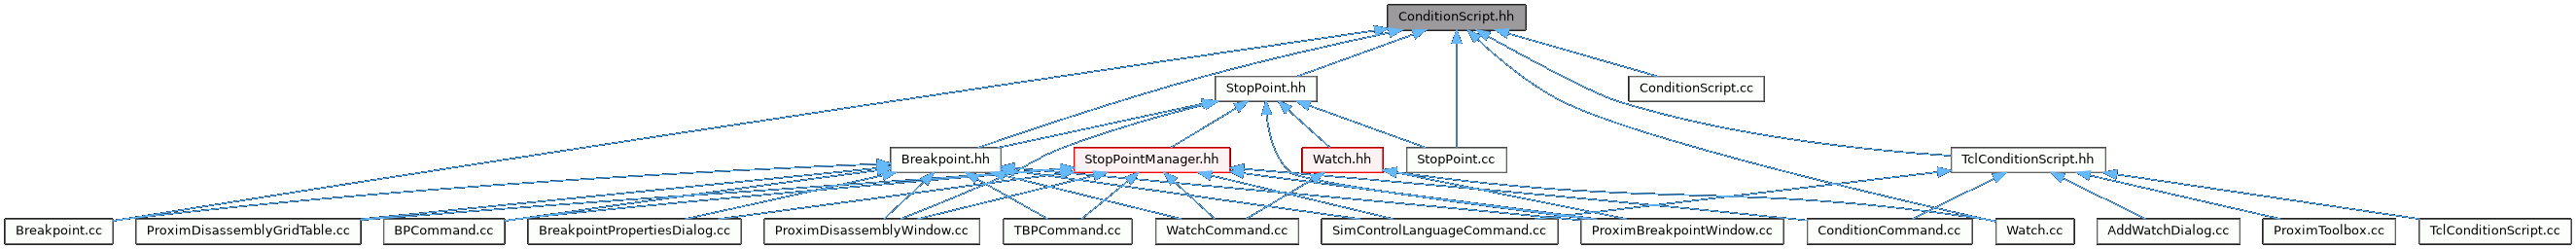 ConditionScript.hh
StopPoint.hh
ConditionScript.cc
Breakpoint.hh
StopPointManager.hh
Watch.hh
StopPoint.cc
TclConditionScript.hh
Breakpoint.cc
ProximDisassemblyGridTable.cc
BPCommand.cc
BreakpointPropertiesDialog.cc
ProximDisassemblyWindow.cc
TBPCommand.cc
WatchCommand.cc
SimControlLanguageCommand.cc
ProximBreakpointWindow.cc
ConditionCommand.cc
Watch.cc
AddWatchDialog.cc
ProximToolbox.cc
TclConditionScript.cc